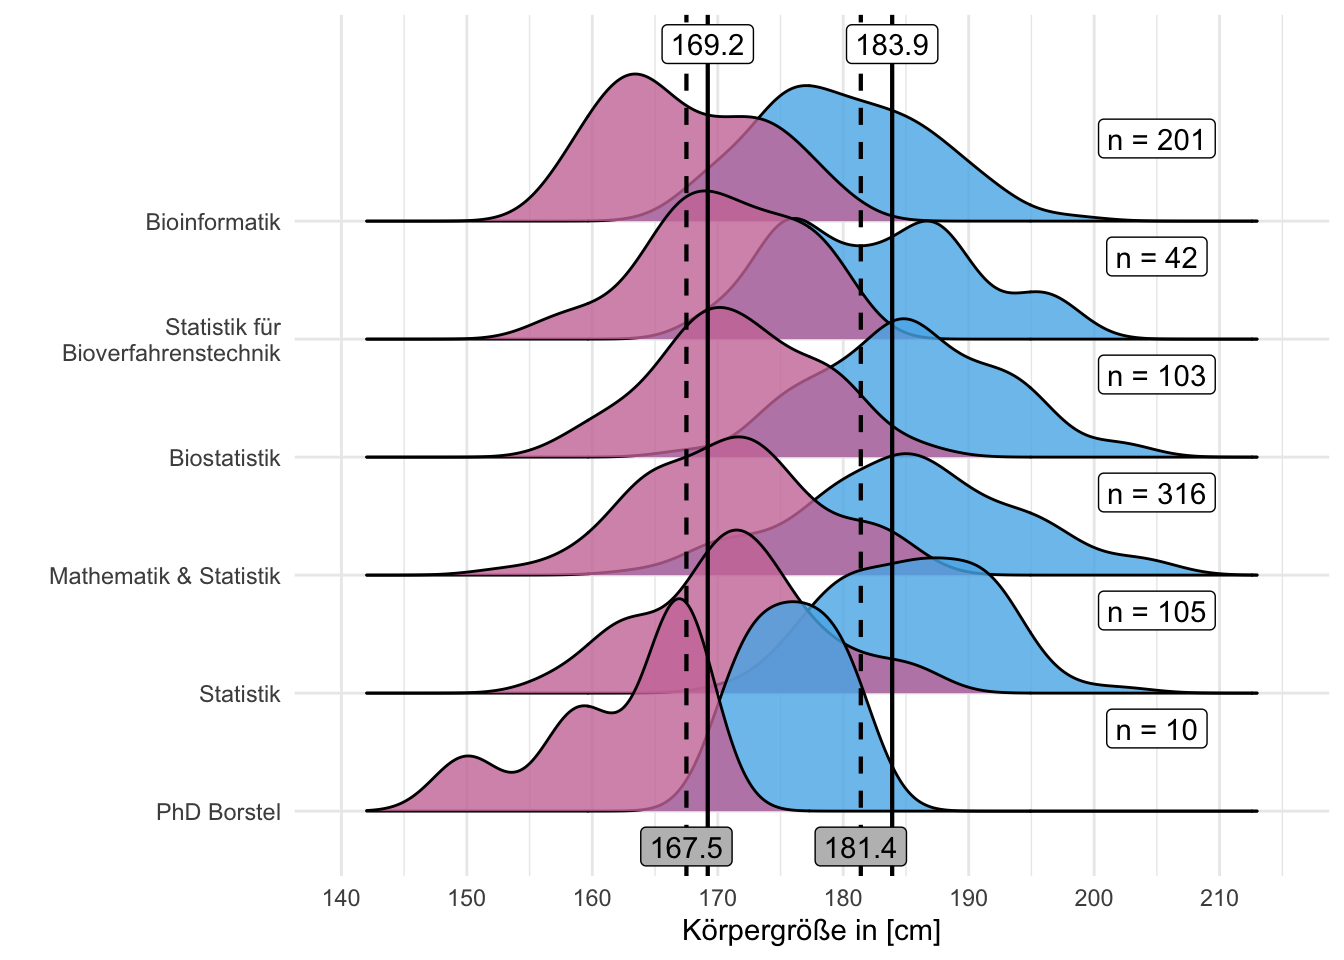 169.2
183.9
n = 201
Bioinformatik
n = 42
Statistik für
Bioverfahrenstechnik
n = 103
Biostatistik
n = 316
Mathematik & Statistik
n = 105
Statistik
n = 10
PhD Borstel
167.5
181.4
140 150 160 170 180 190 200 210
Körpergröße in [cm]